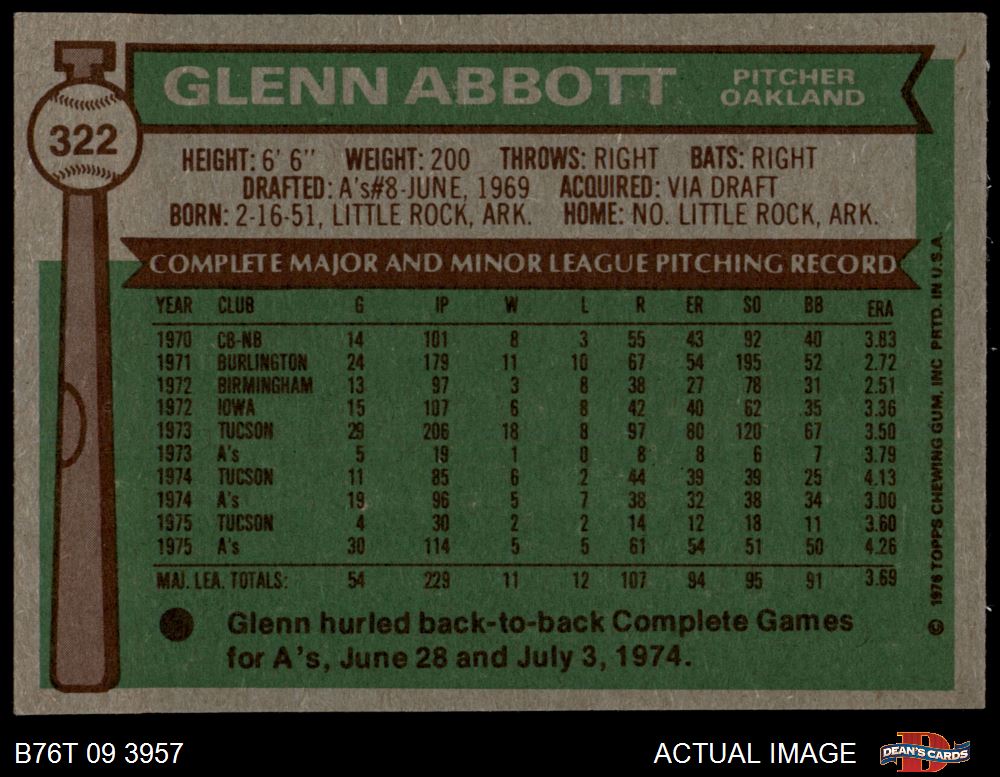 GLENN ABBOTT PITCHER
OAKLAND
322
HEIGHT: 6' 6" WEIGHT: 200 THROWS: RIGHT BATS: RIGHT
DRAFTED: A's#8-JUNE, 1969 ACQUIRED: VIA DRAFT
BORN: 2-16-51, LITTLE ROCK, ARK. HOME: NO. LITTLE ROCK, ARK.
COMPLETE MAJOR AND MINOR LEAGUE PITCHING RECORD
YEAR CLUB G IP W L R ER SO BB ERA
1970 CB-NB 14 101 8 3 55 43 92 40 3.83
1971 BURLINGTON 24 179 11 10 67 54 195 52 2.72
1972 BIRMINGHAM 13 97 3 8 38 27 78 31 2.51
1972 IOWA 15 107 6 8 42 40 62 35 3.36
1973 TUCSON 29 206 18 8 97 80 120 67 3.50
1973 A's 5 19 1 0 8 8 6 7 3.79
1974 TUCSON 11 85 6 2 44 39 39 25 4.13
1974 A's 19 96 5 7 38 32 38 34 3.00
1975 TUCSON 4 30 2 2 14 12 18 11 3.60
1975 A's 30 114 5 5 61 54 51 50 4.26
MAJ. LEA. TOTALS: 54 229 11 12 107 94 95 91 3.69
Glenn hurled back-to-back Complete Games
for A's, June 28 and July 3, 1974.
© 1976 TOPPS CHEWING GUM, INC PRTD. IN U.S.A.
B76T 09 3957 ACTUAL IMAGE D DEAN'S CARDS